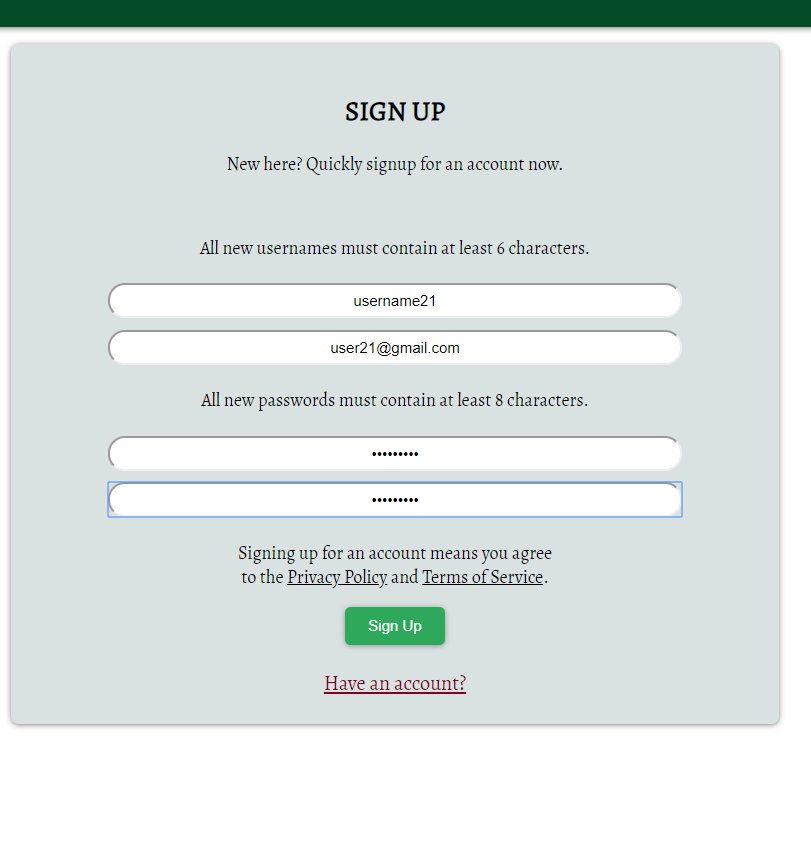 SIGN UP
New here? Quickly signup for an account now.
All new usernames must contain at least 6 characters.
username21
user21@gmail.com
All new passwords must contain at least 8 characters.
•••••••••
•••••••••
Signing up for an account means you agree
to the Privacy Policy and Terms of Service.
Sign Up
Have an account?